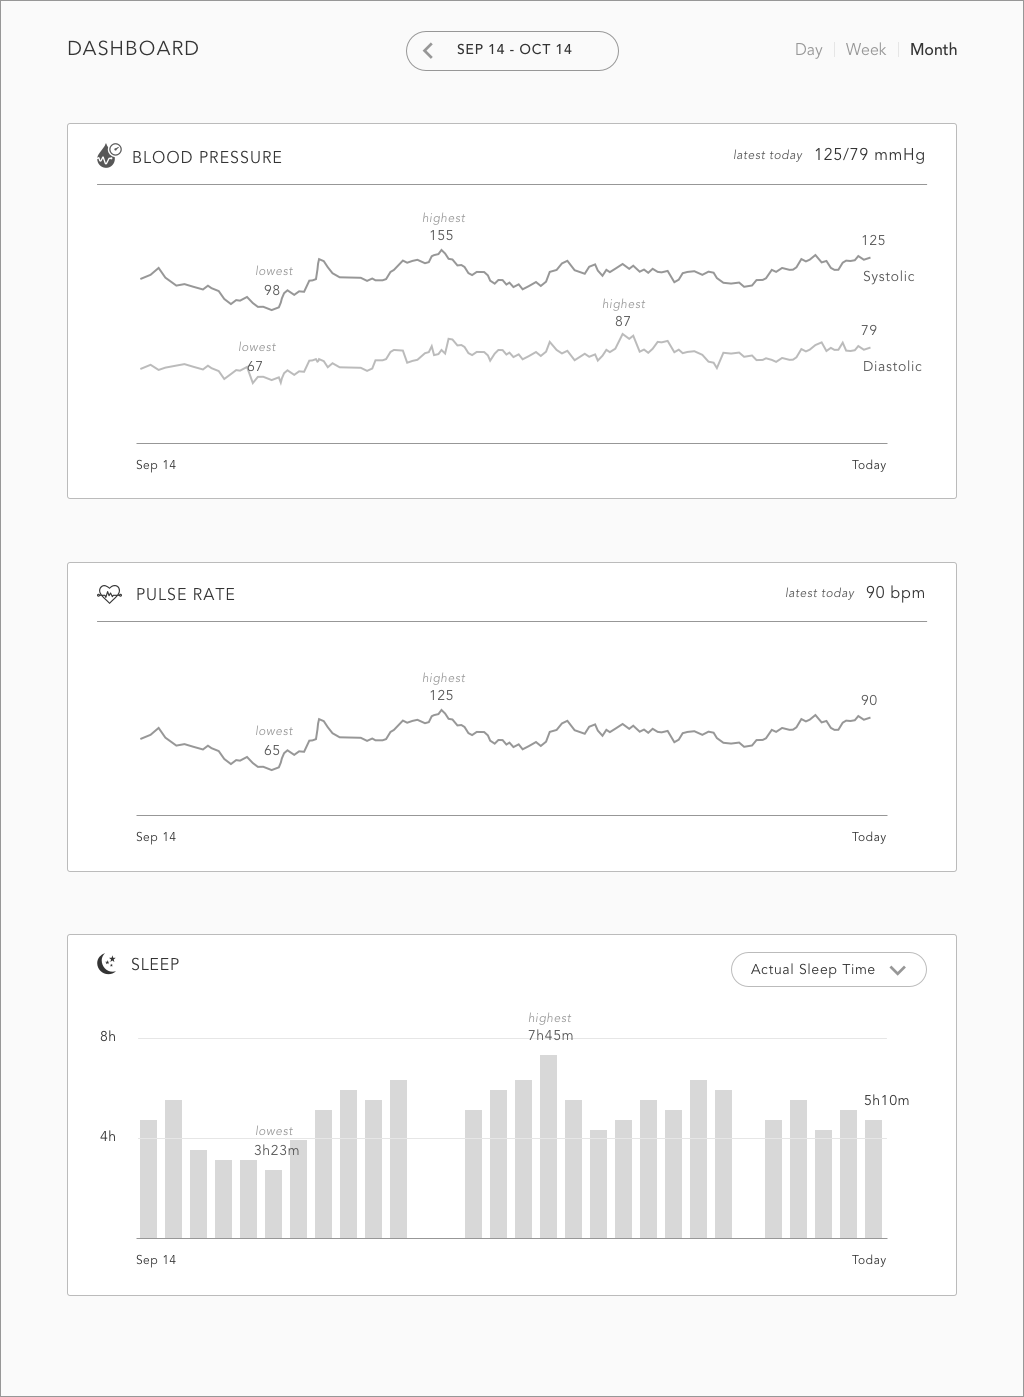 DASHBOARD
SEP 14 - OCT 14
Day Week Month
BLOOD PRESSURE
latest today 125/79 mmHg
highest
155
125
lowest
98
Systolic
highest
87
79
lowest
67
Diastolic
Sep 14
Today
PULSE RATE
latest today 90 bpm
highest
125
90
lowest
65
Sep 14
Today
SLEEP
Actual Sleep Time
highest
7h45m
8h
5h10m
lowest
4h
3h23m
Sep 14
Today